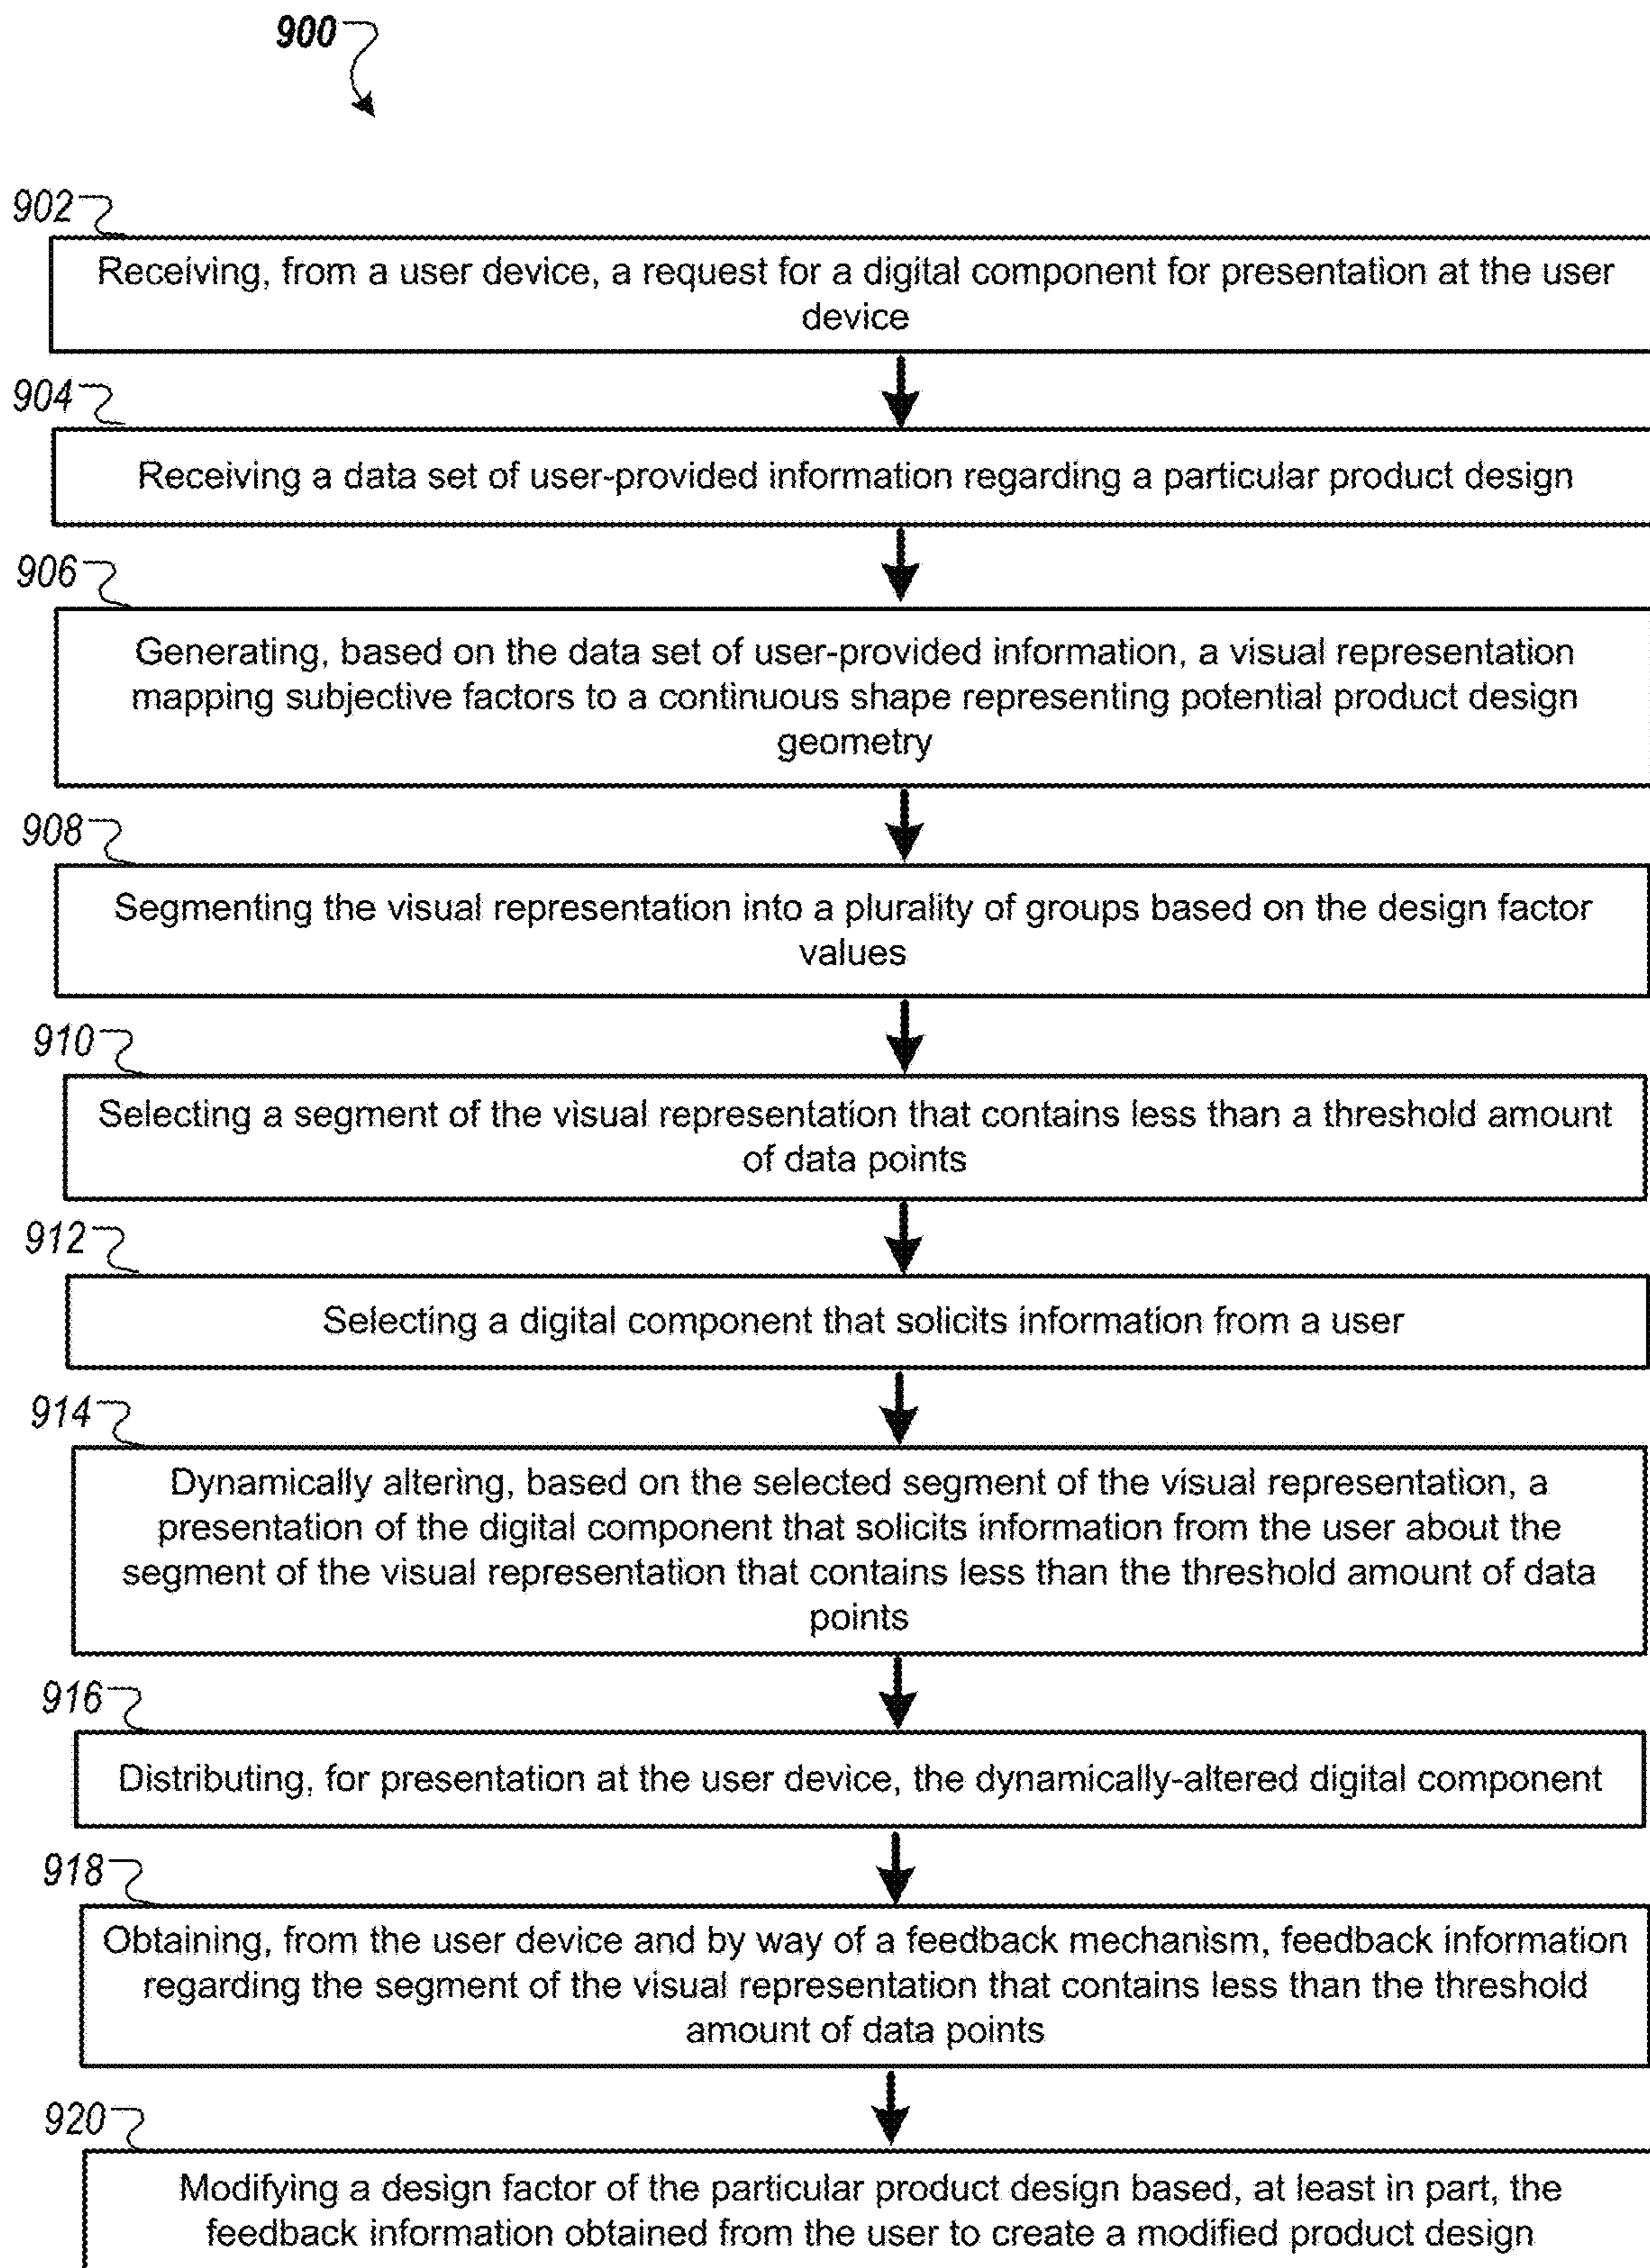 900
902
Receiving, from a user device, a request for a digital component for presentation at the user
device
904
Receiving a data set of user-provided information regarding a particular product design
906
Generating, based on the data set of user-provided information, a visual representation
mapping subjective factors to a continuous shape representing potential product design
geometry
908
Segmenting the visual representation into a plurality of groups based on the design factor
values
910
Selecting a segment of the visual representation that contains less than a threshold amount
of data points
912
Selecting a digital component that solicits information from a user
914
Dynamically altering, based on the selected segment of the visual representation, a
presentation of the digital component that solicits information from the user about the
segment of the visual representation that contains less than the threshold amount of data
points
916
Distributing, for presentation at the user device, the dynamically-altered digital component
918
Obtaining, from the user device and by way of a feedback mechanism, feedback information
regarding the segment of the visual representation that contains less than the threshold
amount of data points
920
Modifying a design factor of the particular product design based, at least in part, the
feedback information obtained from the user to create a modified product design